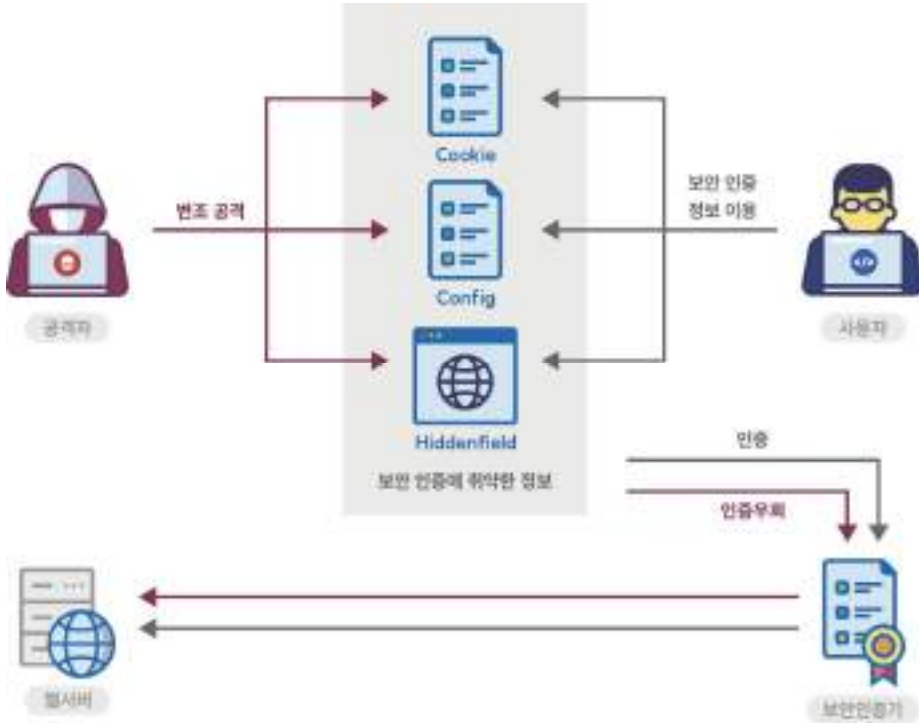 Cookie
변조 공격
보안 인증
정보 이용
Config
공격자
사용자
Hiddenfield
보안 인증에 취약한 정보
인증
인증우회
웹서버
보안인증기